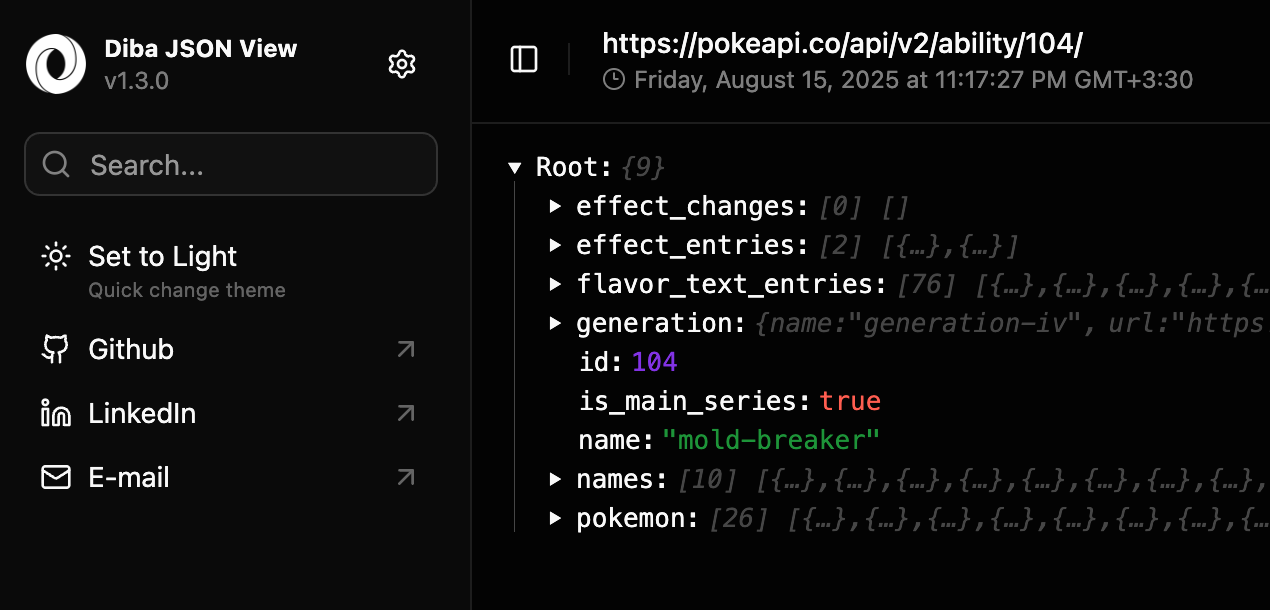 Diba JSON View
v1.3.0
Search...
Set to Light
Quick change theme
Github
LinkedIn
E-mail
https://pokeapi.co/api/v2/ability/104/
Friday, August 15, 2025 at 11:17:27 PM GMT+3:30
Root: {9}
effect_changes: [0] []
effect_entries: [2] [{…},{…}]
flavor_text_entries: [76] [{…},{…},{…},{…},{…
generation: {name:"generation-iv", url:"https
id: 104
is_main_series: true
name: "mold-breaker"
names: [10] [{…},{…},{…},{…},{…},{…},{…},{…},
pokemon: [26] [{…},{…},{…},{…},{…},{…},{…},{…